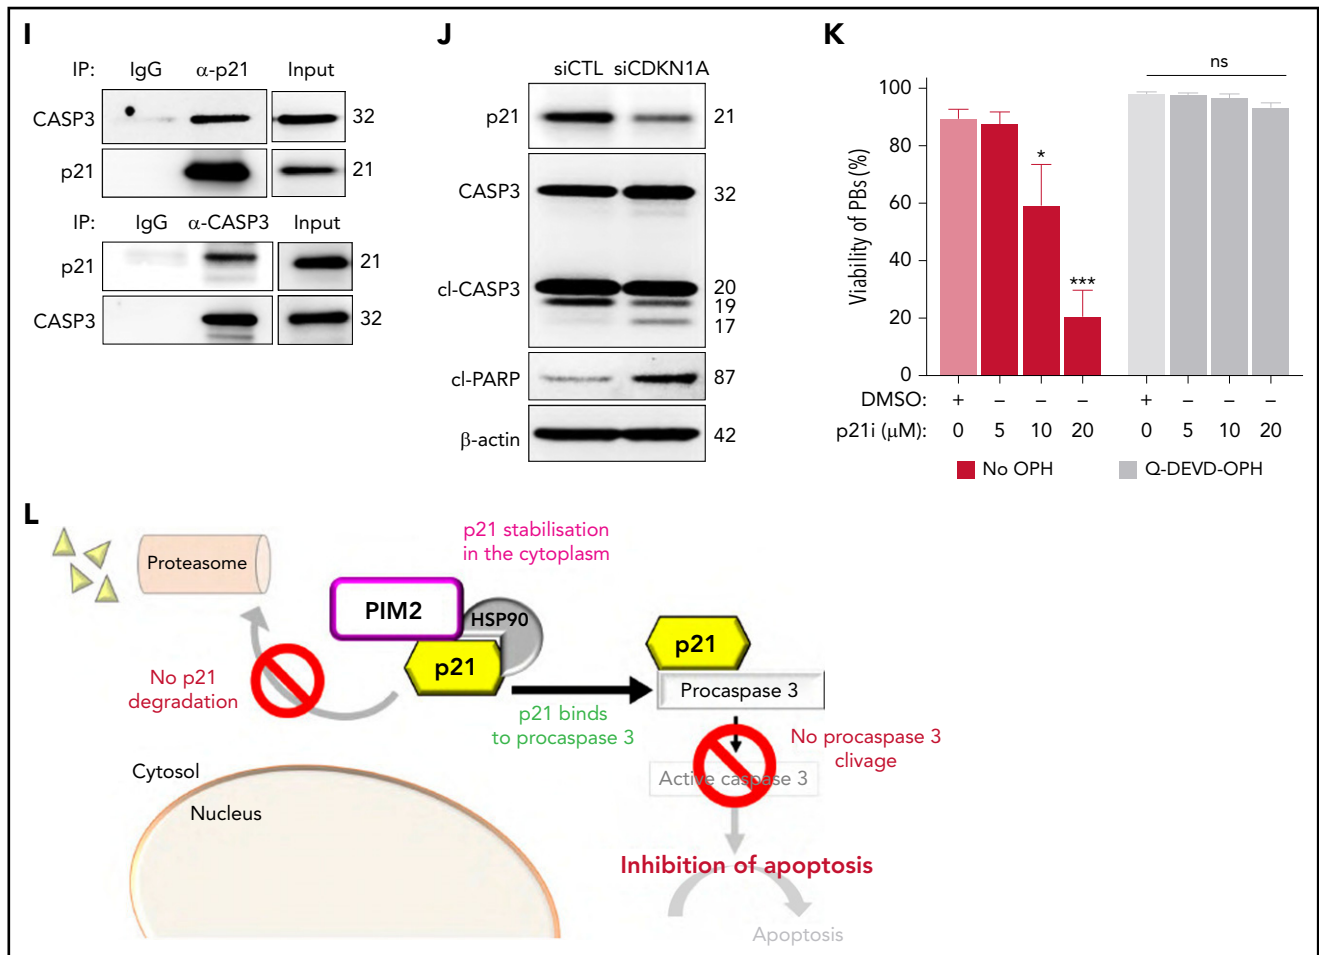 I
IP: IgG α-p21 Input
CASP3 32
p21 21
IP: IgG α-CASP3 Input
p21 21
CASP3 32
J
siCTL siCDKN1A
p21 21
CASP3 32
cl-CASP3 20
19
17
cl-PARP 87
β-actin 42
K
ns
100
80
60
40
20
0
Viability of PBs (%)
*
***
DMSO: + – – – + – – –
p21i (μM): 0 5 10 20 0 5 10 20
No OPH Q-DEVD-OPH
L
Proteasome
p21 stabilisation
in the cytoplasm
PIM2
HSP90
p21
No p21
degradation
p21 binds
to procaspase 3
p21
Procaspase 3
No procaspase 3
clivage
Active caspase 3
Cytosol
Nucleus
Inhibition of apoptosis
Apoptosis